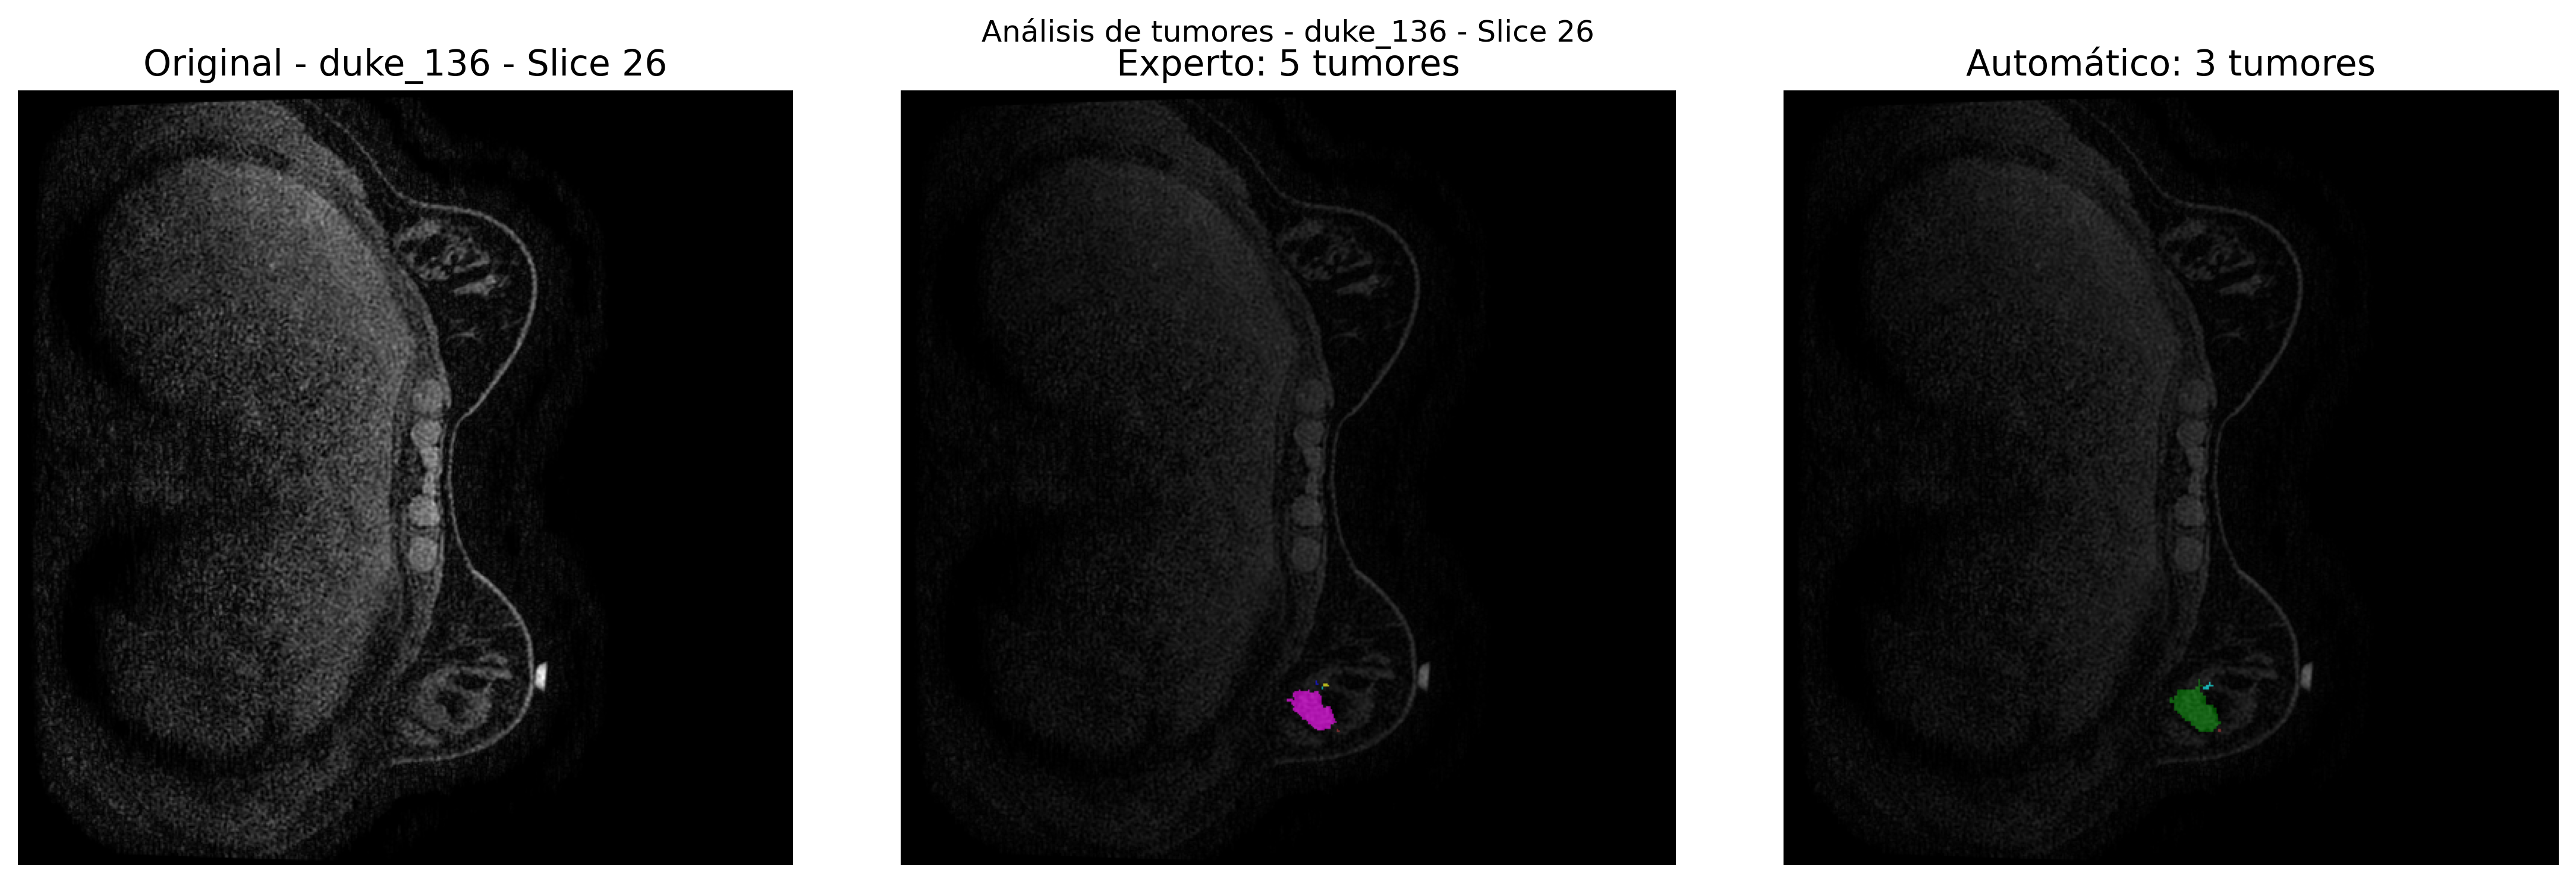 Análisis de tumores - duke_136 - Slice 26
Original - duke_136 - Slice 26
Experto: 5 tumores
Automático: 3 tumores